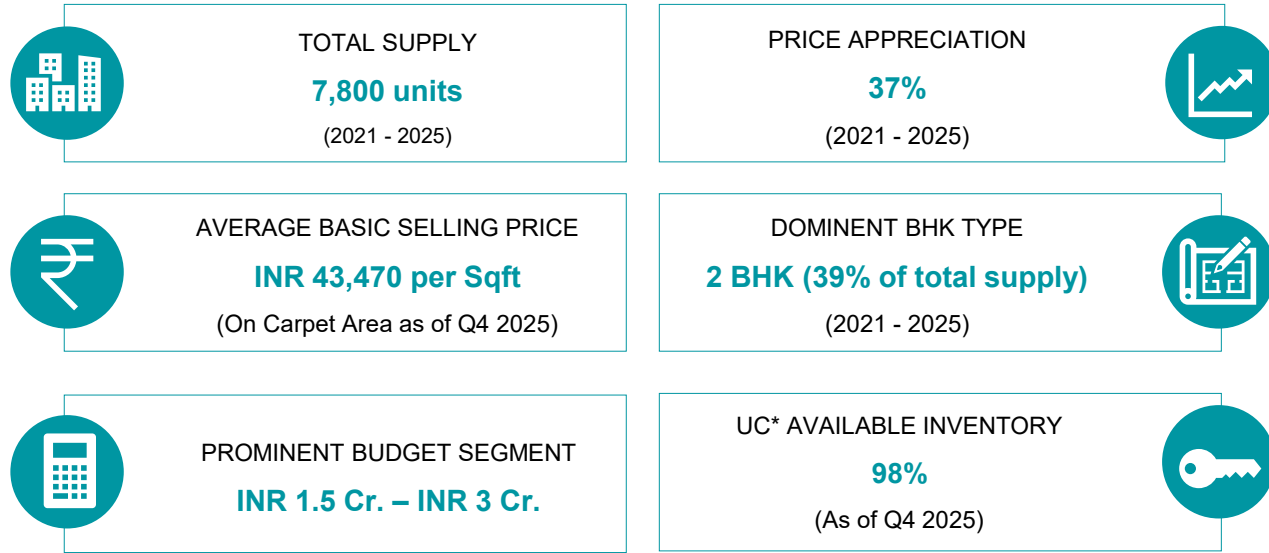 TOTAL SUPPLY
7,800 units
(2021 - 2025)
PRICE APPRECIATION
37%
(2021 - 2025)
AVERAGE BASIC SELLING PRICE
INR 43,470 per Sqft
(On Carpet Area as of Q4 2025)
DOMINENT BHK TYPE
2 BHK (39% of total supply)
(2021 - 2025)
PROMINENT BUDGET SEGMENT
INR 1.5 Cr. – INR 3 Cr.
UC* AVAILABLE INVENTORY
98%
(As of Q4 2025)